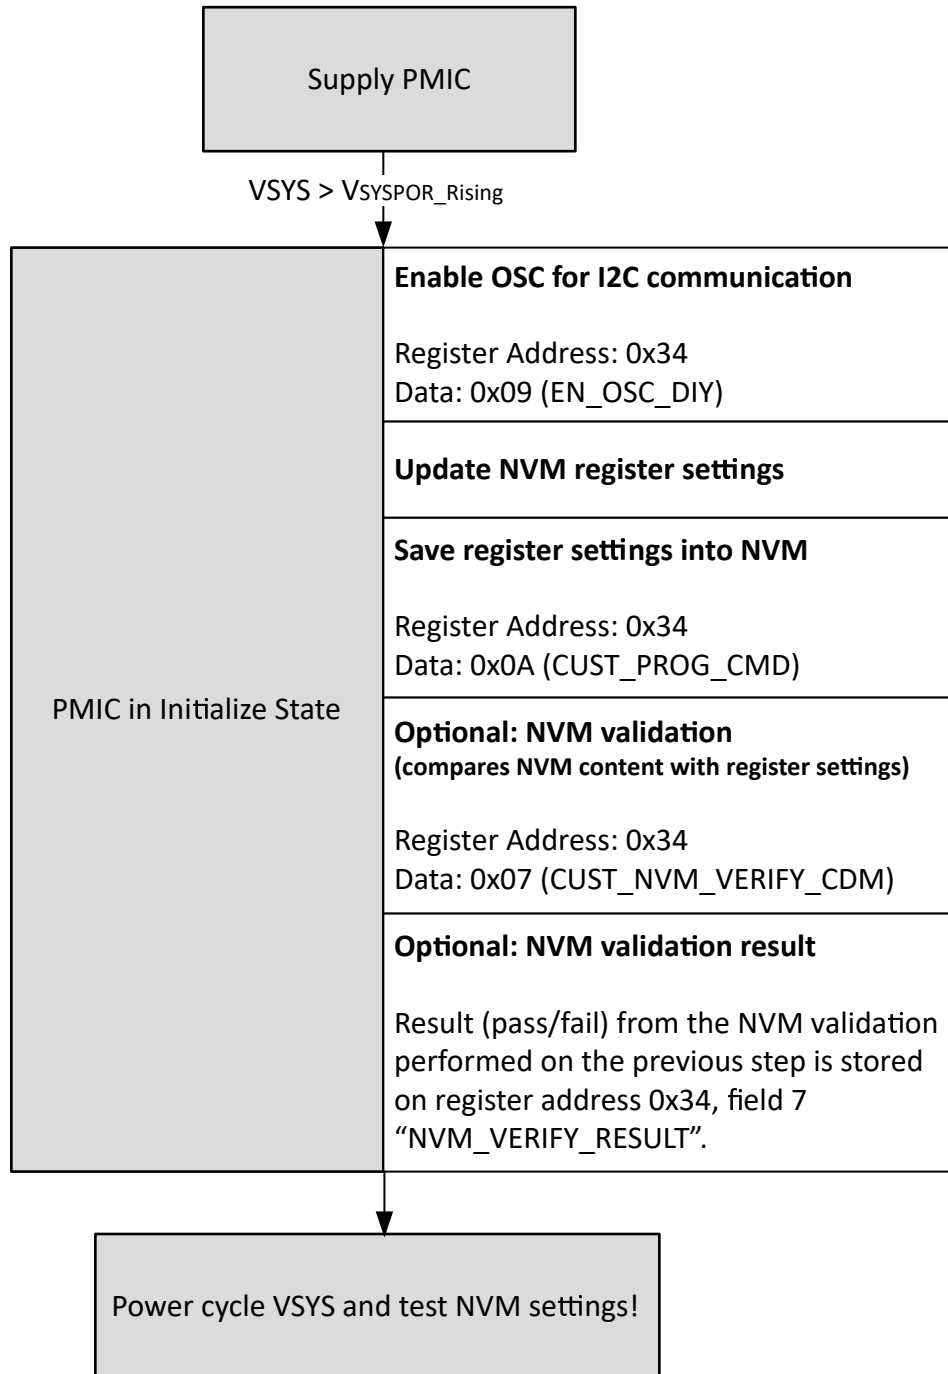 Supply PMIC
VSYS > VSYSPOR_Rising
PMIC in Initialize State
Enable OSC for I2C communication
Register Address: 0x34
Data: 0x09 (EN_OSC_DIY)
Update NVM register settings
Save register settings into NVM
Register Address: 0x34
Data: 0x0A (CUST_PROG_CMD)
Optional: NVM validation
(compares NVM content with register settings)
Register Address: 0x34
Data: 0x07 (CUST_NVM_VERIFY_CDM)
Optional: NVM validation result
Result (pass/fail) from the NVM validation
performed on the previous step is stored
on register address 0x34, field 7
“NVM_VERIFY_RESULT”.
Power cycle VSYS and test NVM settings!